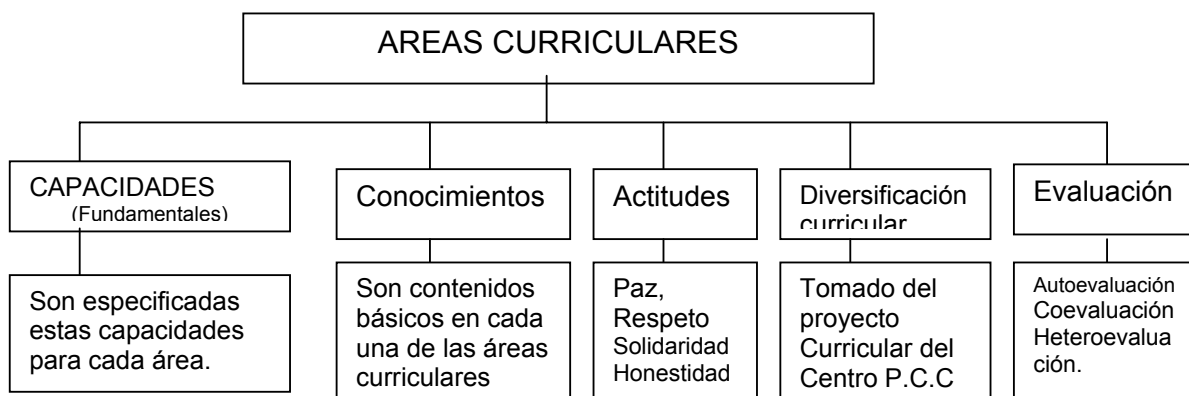 AREAS CURRICULARES
CAPACIDADES
(Fundamentales)
Conocimientos
Actitudes
Diversificación
curricular
Evaluación
Son especificadas
estas capacidades
para cada área.
Son contenidos
básicos en cada
una de las áreas
curriculares
Paz,
Respeto
Solidaridad
Honestidad
Tomado del
proyecto
Curricular del
Centro P.C.C
Autoevaluación
Coevaluación
Heteroevalua
ción.